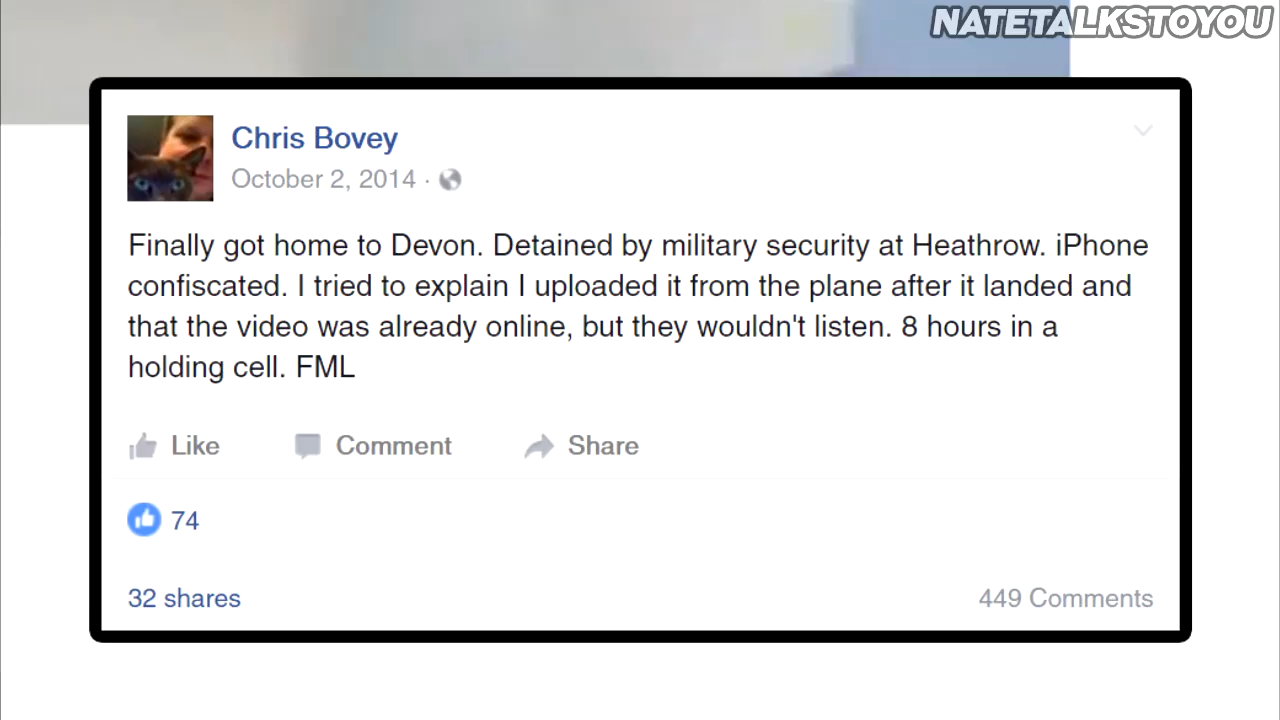 NATETALKSTOYOU
Chris Bovey
October 2, 2014 ·
Finally got home to Devon. Detained by military security at Heathrow. iPhone
confiscated. I tried to explain I uploaded it from the plane after it landed and
that the video was already online, but they wouldn't listen. 8 hours in a
holding cell. FML
Like Comment Share
74
32 shares 449 Comments